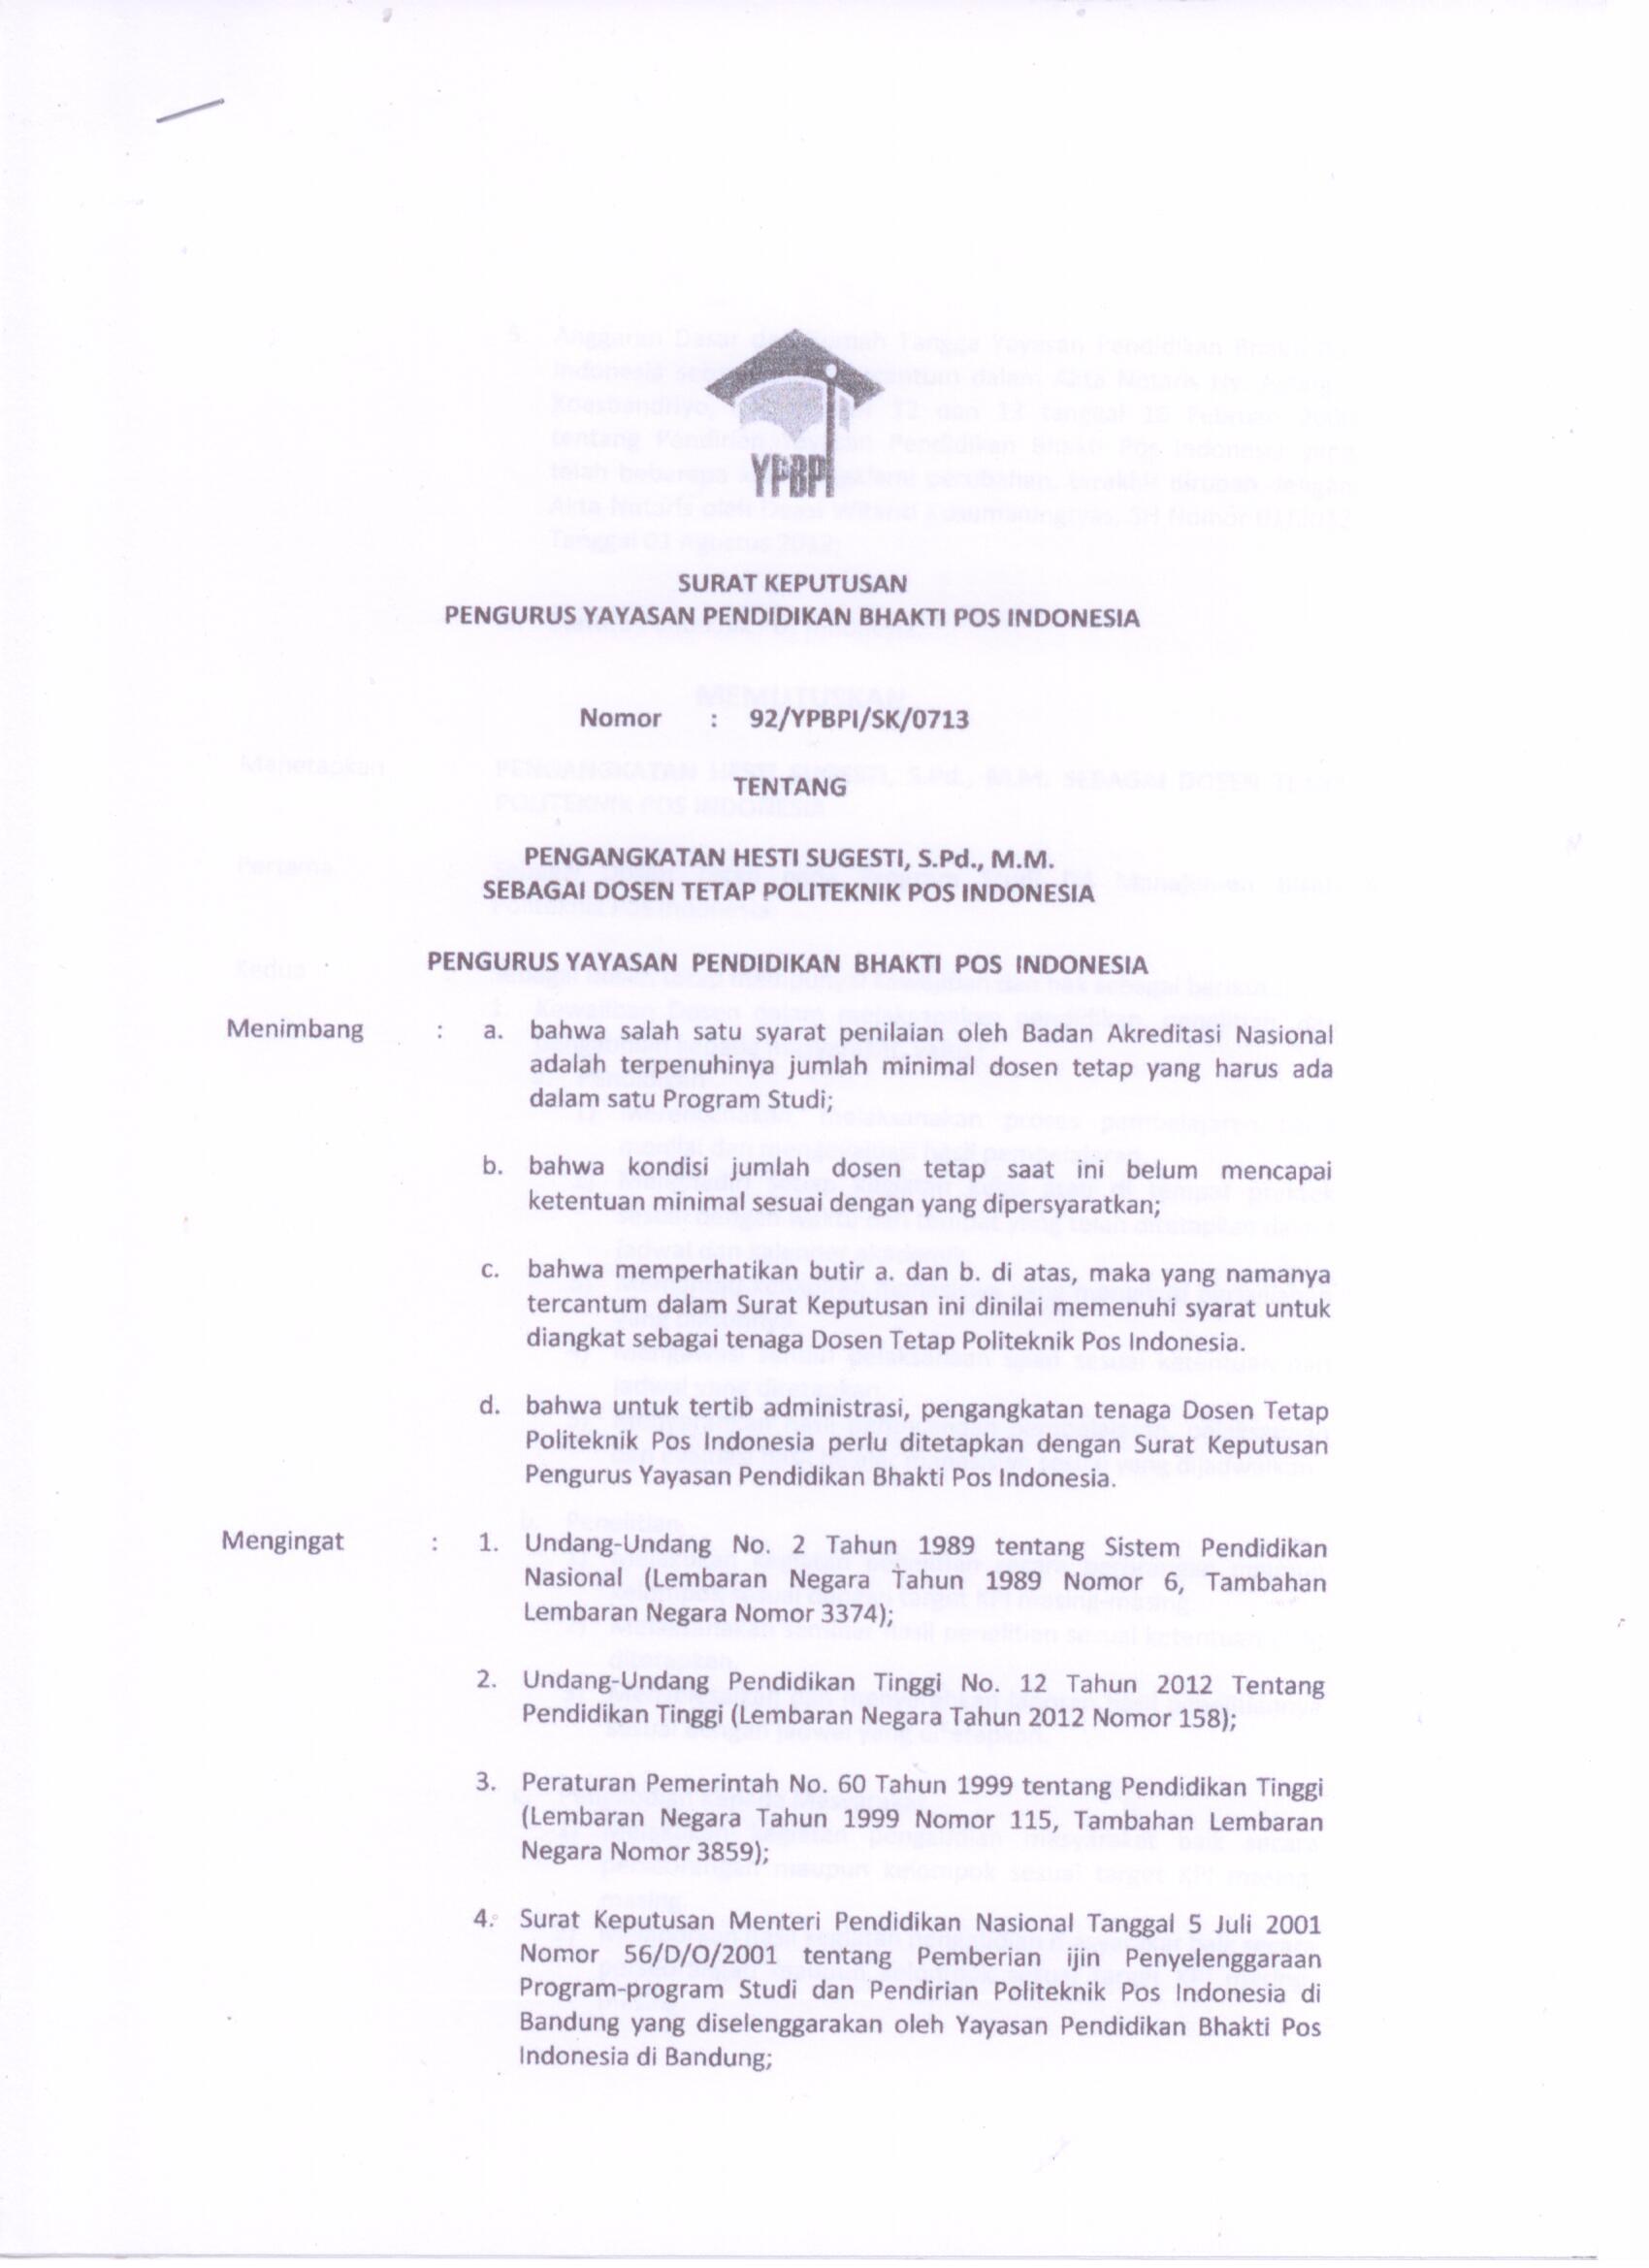 YPBPI
SURAT KEPUTUSAN
PENGURUS YAYASAN PENDIDIKAN BHAKTI POS INDONESIA
Nomor : 92/YPBPI/SK/0713
TENTANG
PENGANGKATAN HESTI SUGESTI, S.Pd., M.M.
SEBAGAI DOSEN TETAP POLITEKNIK POS INDONESIA
PENGURUS YAYASAN PENDIDIKAN BHAKTI POS INDONESIA
Menimbang : a. bahwa salah satu syarat penilaian oleh Badan Akreditasi Nasional
adalah terpenuhinya jumlah minimal dosen tetap yang harus ada
dalam satu Program Studi;
b. bahwa kondisi jumlah dosen tetap saat ini belum mencapai
ketentuan minimal sesuai dengan yang dipersyaratkan;
c. bahwa memperhatikan butir a. dan b. di atas, maka yang namanya
tercantum dalam Surat Keputusan ini dinilai memenuhi syarat untuk
diangkat sebagai tenaga Dosen Tetap Politeknik Pos Indonesia.
d. bahwa untuk tertib administrasi, pengangkatan tenaga Dosen Tetap
Politeknik Pos Indonesia perlu ditetapkan dengan Surat Keputusan
Pengurus Yayasan Pendidikan Bhakti Pos Indonesia.
Mengingat : 1. Undang-Undang No. 2 Tahun 1989 tentang Sistem Pendidikan
Nasional (Lembaran Negara Tahun 1989 Nomor 6, Tambahan
Lembaran Negara Nomor 3374);
2. Undang-Undang Pendidikan Tinggi No. 12 Tahun 2012 Tentang
Pendidikan Tinggi (Lembaran Negara Tahun 2012 Nomor 158);
3. Peraturan Pemerintah No. 60 Tahun 1999 tentang Pendidikan Tinggi
(Lembaran Negara Tahun 1999 Nomor 115, Tambahan Lembaran
Negara Nomor 3859);
4. Surat Keputusan Menteri Pendidikan Nasional Tanggal 5 Juli 2001
Nomor 56/D/O/2001 tentang Pemberian ijin Penyelenggaraan
Program-program Studi dan Pendirian Politeknik Pos Indonesia di
Bandung yang diselenggarakan oleh Yayasan Pendidikan Bhakti Pos
Indonesia di Bandung;